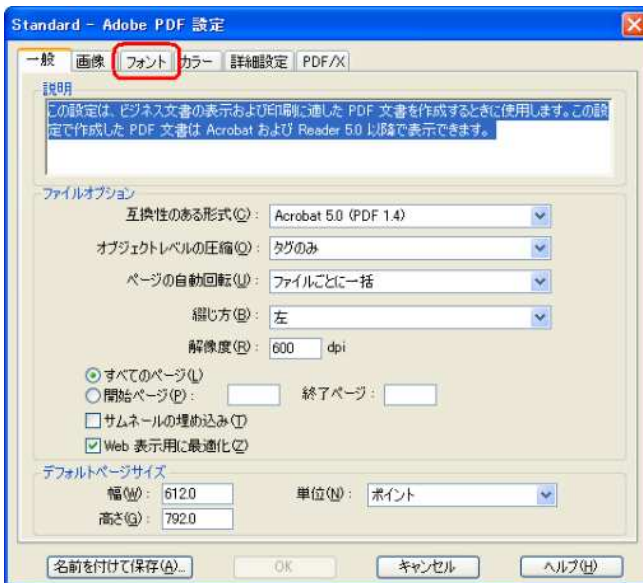 Standard - Adobe PDF 設定
一般 画像 フォント カラー 詳細設定 PDF/X
説明
この設定は、ビジネス文書の表示および印刷に適した PDF 文書を作成するときに使用します。この設
定で作成した PDF 文書は Acrobat および Reader 5.0 以降で表示できます。
ファイルオプション
互換性のある形式(C): Acrobat 5.0 (PDF 1.4)
オブジェクトレベルの圧縮(O): タグのみ
ページの自動回転(U): ファイルごとに一括
綴じ方(B): 左
解像度(R): 600 dpi
すべてのページ(L)
開始ページ(P): 終了ページ:
サムネールの埋め込み(T)
Web 表示用に最適化(Z)
デフォルトページサイズ
幅(W): 612.0 単位(N): ポイント
高さ(G): 792.0
名前を付けて保存(A)... OK キャンセル ヘルプ(H)